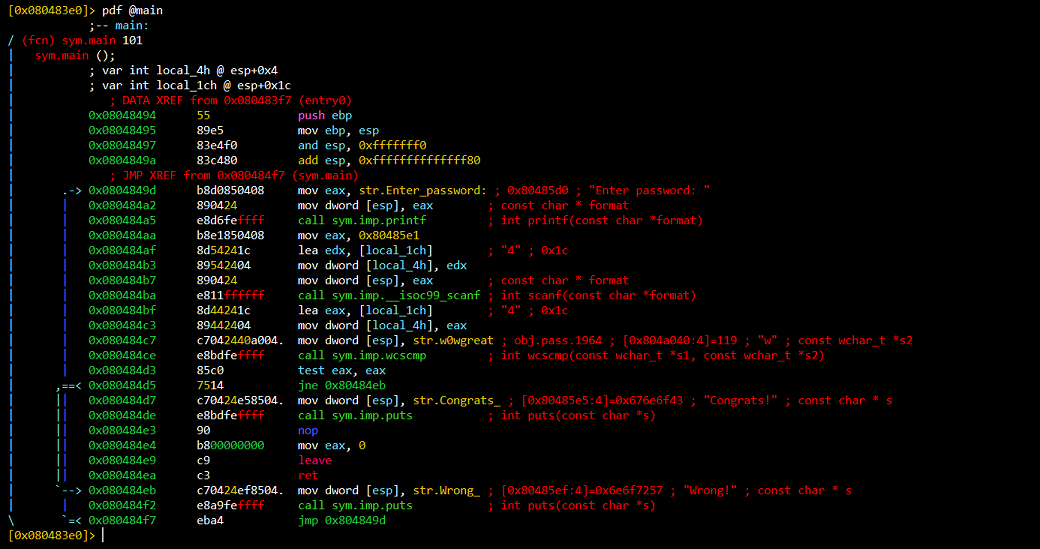 [0x080483e0]> pdf @main
;-- main:
/ (fcn) sym.main 101
| sym.main ();
| ; var int local_4h @ esp+0x4
| ; var int local_1ch @ esp+0x1c
| ; DATA XREF from 0x080483f7 (entry0)
| 0x08048494 55 push ebp
| 0x08048495 89e5 mov ebp, esp
| 0x08048497 83e4f0 and esp, 0xfffffff0
| 0x0804849a 83c480 add esp, 0xffffffffffffff80
| ; JMP XREF from 0x080484f7 (sym.main)
| .-> 0x0804849d b8d0850408 mov eax, str.Enter_password: ; 0x80485d0 ; "Enter password: "
| | 0x080484a2 890424 mov dword [esp], eax ; const char * format
| | 0x080484a5 e8d6feffff call sym.imp.printf ; int printf(const char *format)
| | 0x080484aa b8e1850408 mov eax, 0x80485e1
| | 0x080484af 8d54241c lea edx, [local_1ch] ; "4" ; 0x1c
| | 0x080484b3 89542404 mov dword [local_4h], edx
| | 0x080484b7 890424 mov dword [esp], eax ; const char * format
| | 0x080484ba e811ffffff call sym.imp.__isoc99_scanf ; int scanf(const char *format)
| | 0x080484bf 8d44241c lea eax, [local_1ch] ; "4" ; 0x1c
| | 0x080484c3 89442404 mov dword [local_4h], eax
| | 0x080484c7 c7042440a004. mov dword [esp], str.w0wgreat ; obj.pass.1964 ; [0x804a040:4]=119 ; "w" ; const wchar_t *s2
| | 0x080484ce e8bdfeffff call sym.imp.wcscmp ; int wcscmp(const wchar_t *s1, const wchar_t *s2)
| | 0x080484d3 85c0 test eax, eax
| ,==< 0x080484d5 7514 jne 0x80484eb
| || 0x080484d7 c70424e58504. mov dword [esp], str.Congrats_ ; [0x80485e5:4]=0x676e6f43 ; "Congrats!" ; const char * s
| || 0x080484de e8bdfeffff call sym.imp.puts ; int puts(const char *s)
| || 0x080484e3 90 nop
| || 0x080484e4 b800000000 mov eax, 0
| || 0x080484e9 c9 leave
| || 0x080484ea c3 ret
| `--> 0x080484eb c70424ef8504. mov dword [esp], str.Wrong_ ; [0x80485ef:4]=0x6e6f7257 ; "Wrong!" ; const char * s
| | 0x080484f2 e8a9feffff call sym.imp.puts ; int puts(const char *s)
\ `=< 0x080484f7 eba4 jmp 0x804849d
[0x080483e0]>